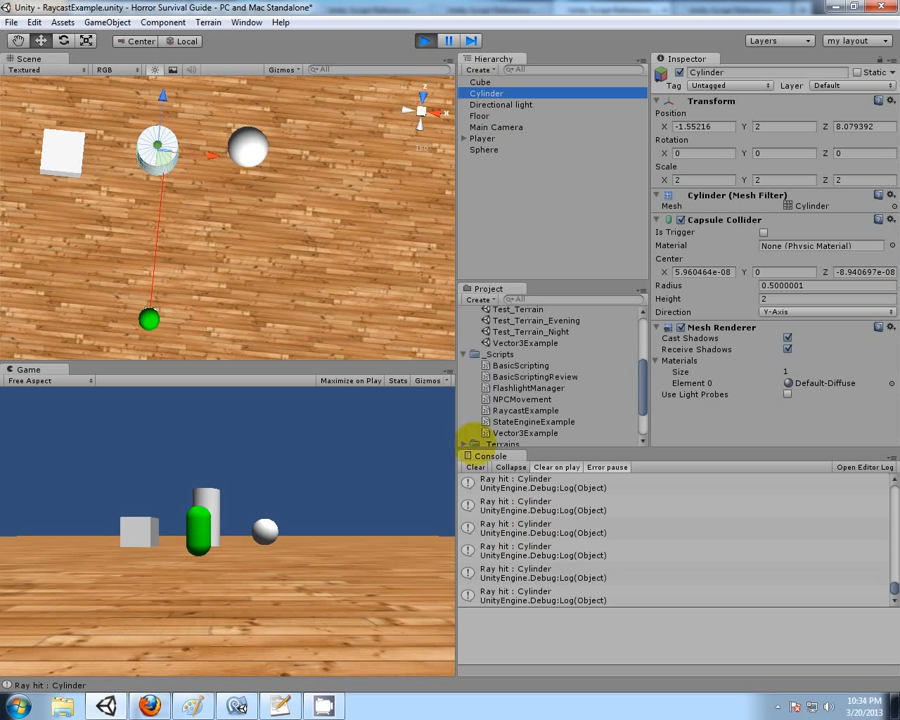 Unity - RaycastExample.unity - Horror Survival Guide - PC and Mac Standalone*
File Edit Assets GameObject Component Terrain Window Help
Center Local Layers my layout
Scene
Textured RGB Gizmos All
z
x
Game
Free Aspect Maximize on Play Stats Gizmos
Hierarchy
Create All
Cube
Cylinder
Directional light
Floor
Main Camera
Player
Sphere
Project
Create All
Test_Terrain
Test_Terrain_Evening
Test_Terrain_Night
Vector3Example
_Scripts
BasicScripting
BasicScriptingReview
FlashlightManager
NPCMovement
RaycastExample
StateEngineExample
Vector3Example
Terrains
Inspector
Cylinder Static
Tag Untagged Layer Default
Transform
Position
X -1.55216 Y 2 Z 8.079392
Rotation
X 0 Y 0 Z 0
Scale
X 2 Y 2 Z 2
Cylinder (Mesh Filter)
Mesh Cylinder
Capsule Collider
Is Trigger
Material None (Physic Material)
Center
X 5.960464e-08 Y 0 Z -8.940697e-08
Radius 0.5000001
Height 2
Direction Y-Axis
Mesh Renderer
Cast Shadows
Receive Shadows
Materials
Size 1
Element 0 Default-Diffuse
Use Light Probes
Console
Clear Collapse Clear on play Error pause Open Editor Log
Ray hit : Cylinder
UnityEngine.Debug:Log(Object)
Ray hit : Cylinder
UnityEngine.Debug:Log(Object)
Ray hit : Cylinder
UnityEngine.Debug:Log(Object)
Ray hit : Cylinder
UnityEngine.Debug:Log(Object)
Ray hit : Cylinder
UnityEngine.Debug:Log(Object)
Ray hit : Cylinder
UnityEngine.Debug:Log(Object)
Ray hit : Cylinder
10:34 PM
3/20/2013